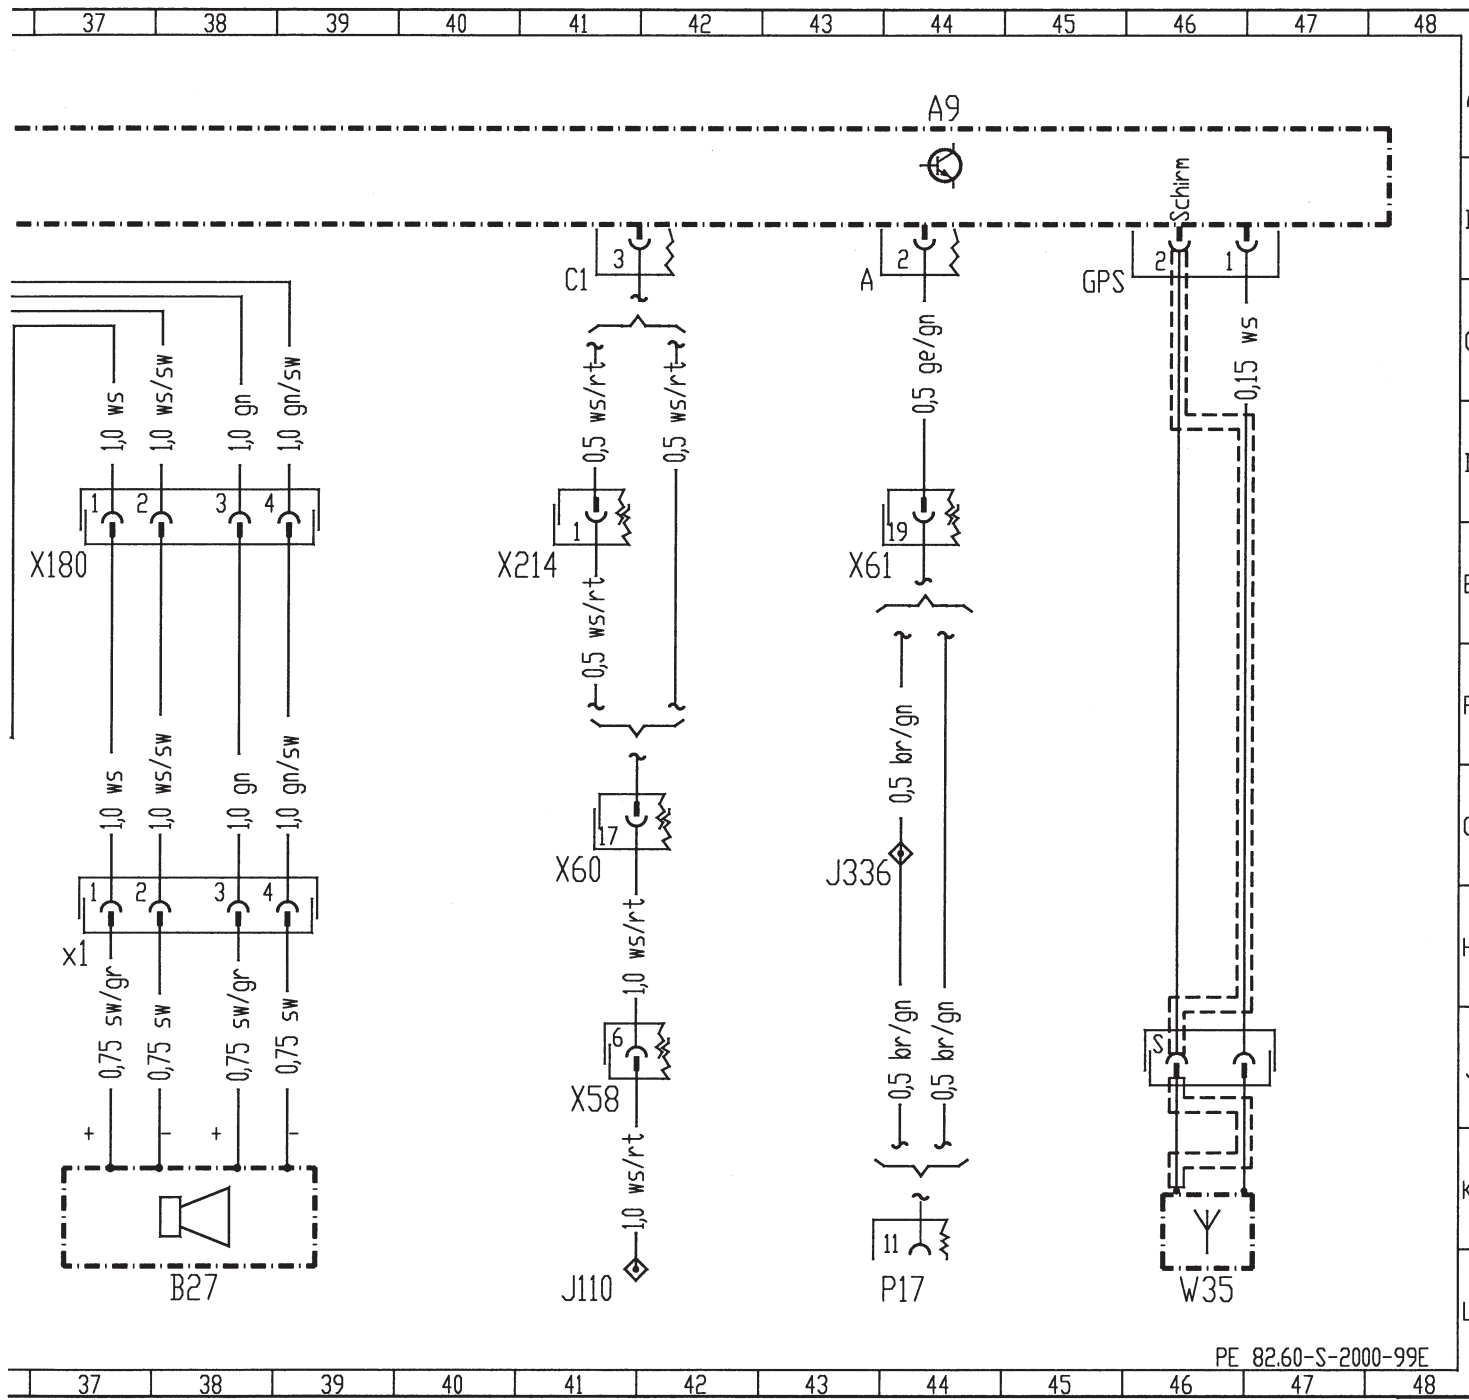 37 38 39 40 41 42 43 44 45 46 47 48
A9
Schirm
3 2 2 1
C1 A GPS
1,0 ws
1,0 ws/sw
1,0 gn
1,0 gn/sw
0,5 ws/rt
0,5 ws/rt
0,5 ge/gn
0,15 ws
1 2 3 4 1 19
X180 X214 X61
0,5 ws/rt
0,5 br/gn
1,0 ws
1,0 ws/sw
1,0 gn
1,0 gn/sw
17
X60 J336
1 2 3 4
x1
1,0 ws/rt
0,75 sw/gr
0,75 sw
0,75 sw/gr
0,75 sw
6 S
X58
0,5 br/gn
0,5 br/gn
+ - + -
1,0 ws/rt
11
B27 J110 P17 W35
PE 82.60-S-2000-99E
37 38 39 40 41 42 43 44 45 46 47 48